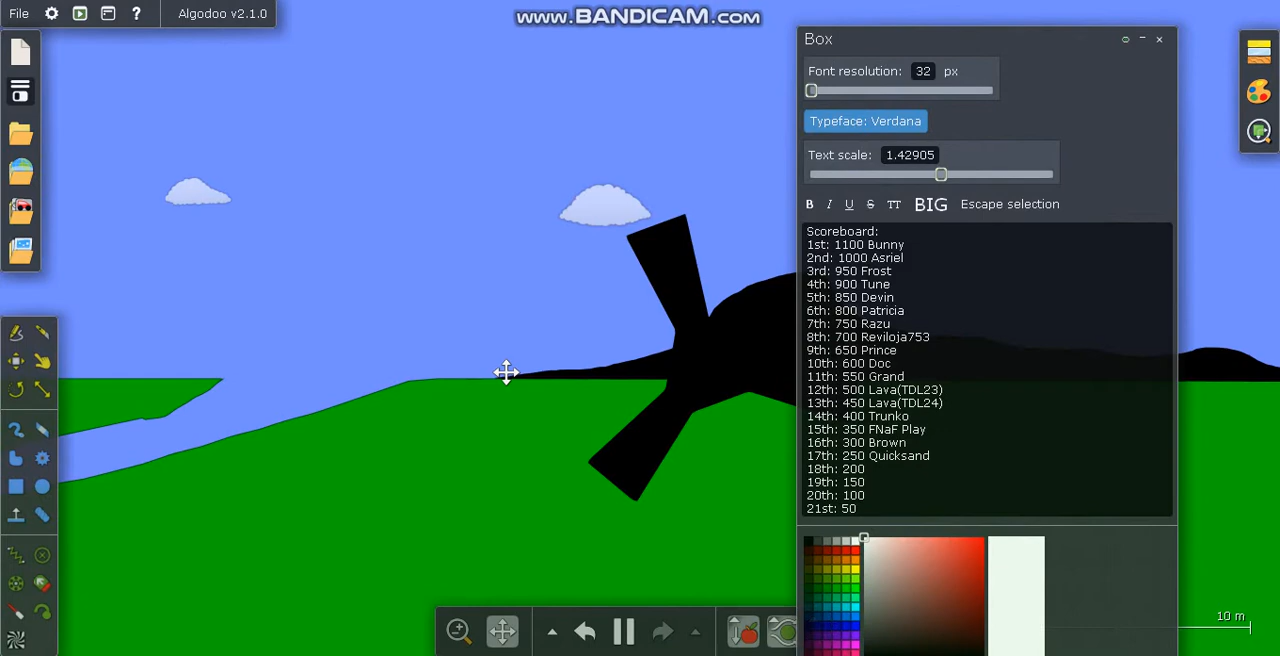 File ? Algodoo v2.1.0
www.BANDICAM.com
Box
Font resolution: 32 px
Typeface: Verdana
Text scale: 1.42905
B I U S TT BIG Escape selection
Scoreboard:
1st: 1100 Bunny
2nd: 1000 Asriel
3rd: 950 Frost
4th: 900 Tune
5th: 850 Devin
6th: 800 Patricia
7th: 750 Razu
8th: 700 Reviloja753
9th: 650 Prince
10th: 600 Doc
11th: 550 Grand
12th: 500 Lava(TDL23)
13th: 450 Lava(TDL24)
14th: 400 Trunko
15th: 350 FNaF Play
16th: 300 Brown
17th: 250 Quicksand
18th: 200
19th: 150
20th: 100
21st: 50
10 m